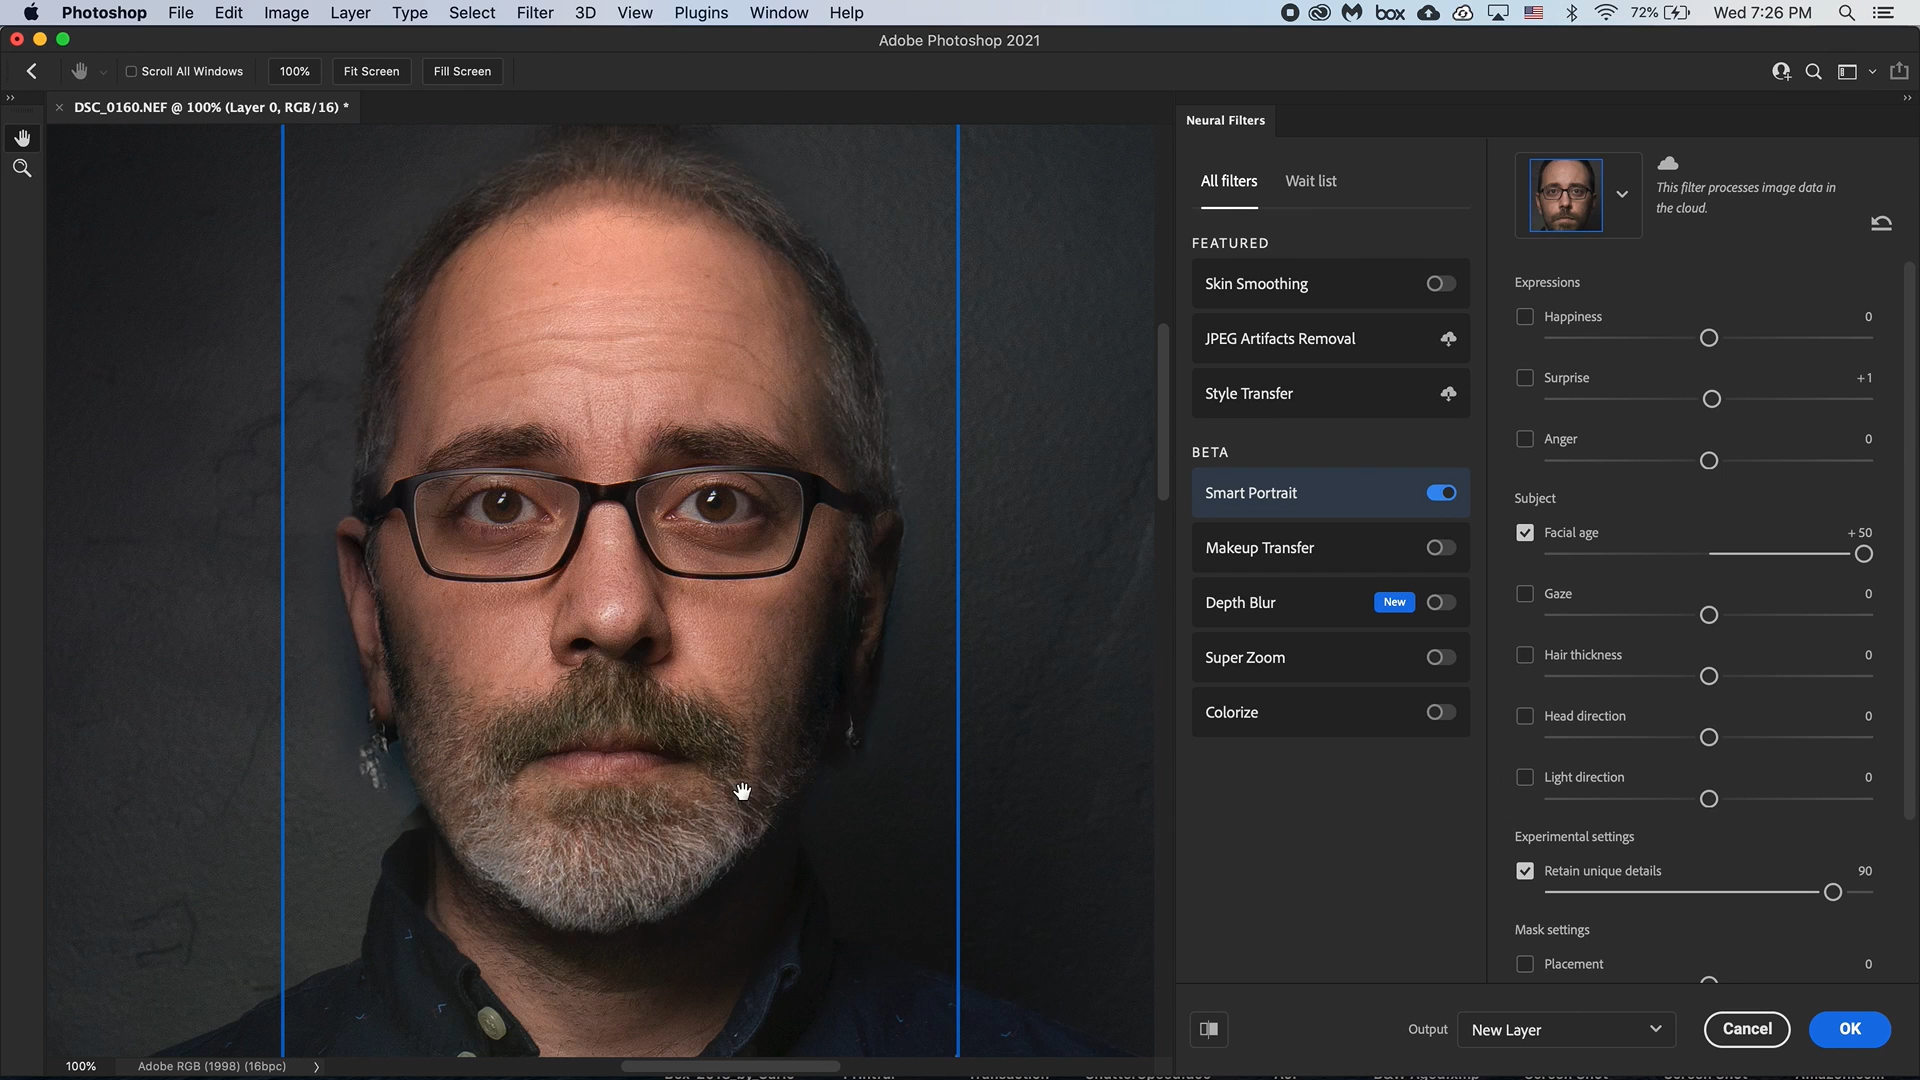 Photoshop File Edit Image Layer Type Select Filter 3D View Plugins Window Help box 72% Wed 7:26 PM
Adobe Photoshop 2021
Scroll All Windows 100% Fit Screen Fill Screen
DSC_0160.NEF @ 100% (Layer 0, RGB/16) *
Neural Filters
All filters Wait list
FEATURED
Skin Smoothing
JPEG Artifacts Removal
Style Transfer
BETA
Smart Portrait
Makeup Transfer
Depth Blur New
Super Zoom
Colorize
This filter processes image data in
the cloud.
Expressions
Happiness 0
Surprise +1
Anger 0
Subject
Facial age +50
Gaze 0
Hair thickness 0
Head direction 0
Light direction 0
Experimental settings
Retain unique details 90
Mask settings
Placement 0
Output New Layer Cancel OK
100% Adobe RGB (1998) (16bpc)